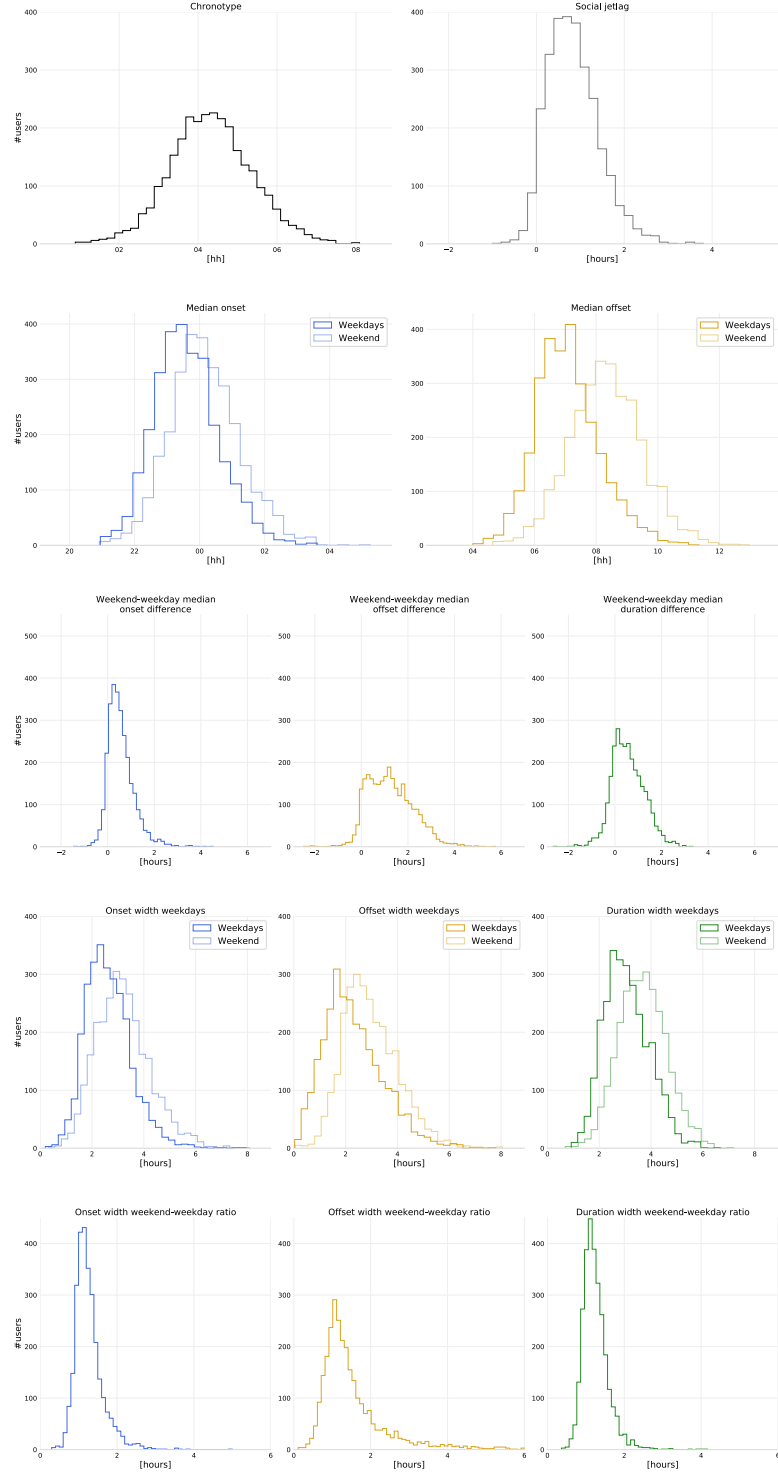 Chronotype
Social jetlag
400
300
200
100
0
#users
02
04
06
08
[hh]
400
300
200
100
0
−2
0
2
4
[hours]
Median onset
Median offset
Weekdays
Weekend
400
300
200
100
0
#users
20
22
00
02
04
[hh]
Weekdays
Weekend
400
300
200
100
0
04
06
08
10
12
[hh]
Weekend-weekday median
onset difference
Weekend-weekday median
offset difference
Weekend-weekday median
duration difference
500
400
300
200
100
0
#users
−2
0
2
4
6
[hours]
500
400
300
200
100
0
−2
0
2
4
6
[hours]
500
400
300
200
100
0
−2
0
2
4
6
[hours]
Onset width weekdays
Offset width weekdays
Duration width weekdays
Weekdays
Weekend
400
300
200
100
0
#users
0
2
4
6
8
[hours]
Weekdays
Weekend
400
300
200
100
0
0
2
4
6
8
[hours]
Weekdays
Weekend
400
300
200
100
0
0
2
4
6
8
[hours]
Onset width weekend-weekday ratio
Offset width weekend-weekday ratio
Duration width weekend-weekday ratio
400
300
200
100
0
#users
0
2
4
6
[hours]
400
300
200
100
0
0
2
4
6
[hours]
400
300
200
100
0
0
2
4
6
[hours]